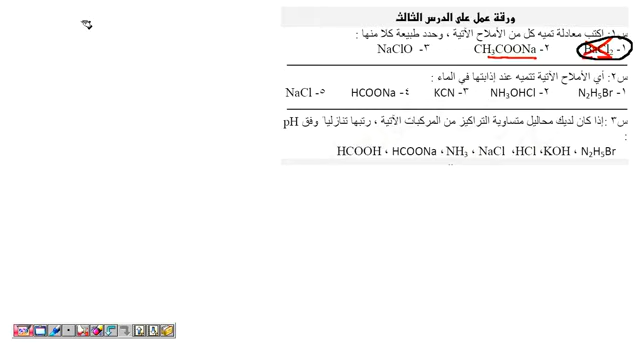 ورقة عمل على الدرس الثالث
س١: اكتب معادلة تميه كل من الأملاح الآتية ، وحدد طبيعة كلا منها :
١- BaCl₂ ٢- CH₃COONa ٣- NaClO
س٢: أي الأملاح الآتية تتميه عند إذابتها في الماء :
١- N₂H₅Br ٢- NH₃OHCl ٣- KCN ٤- HCOONa ٥- NaCl
س٣: إذا كان لديك محاليل متساوية التراكيز من المركبات الآتية ، رتبها تنازليا وفق pH
:
N₂H₅Br ، KOH ، HCl ، NaCl ، NH₃ ، HCOONa ، HCOOH